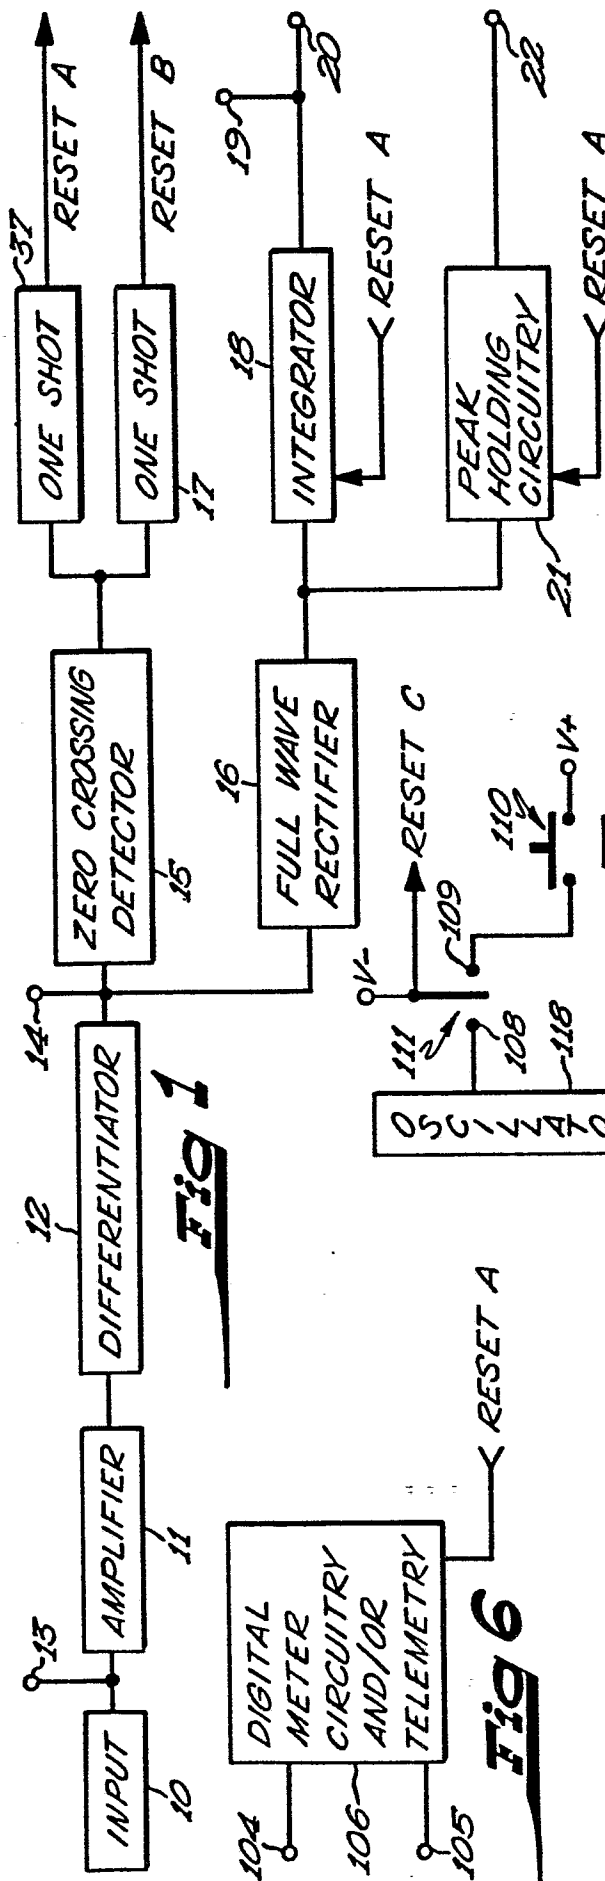 INPUT
10
13
AMPLIFIER
11
12
DIFFERENTIATOR
14
ZERO CROSSING
DETECTOR
15
37
ONE SHOT
RESET A
ONE SHOT
17
RESET B
16
FULL WAVE
RECTIFIER
18
INTEGRATOR
19
20
RESET A
PEAK
HOLDING
CIRCUITRY
21
22
RESET A
Fig 1
104
105
106
DIGITAL
METER
CIRCUITRY
AND/OR
TELEMETRY
RESET A
Fig 6
V-
RESET C
111
109
108
110
V+
118
OSCILLATO